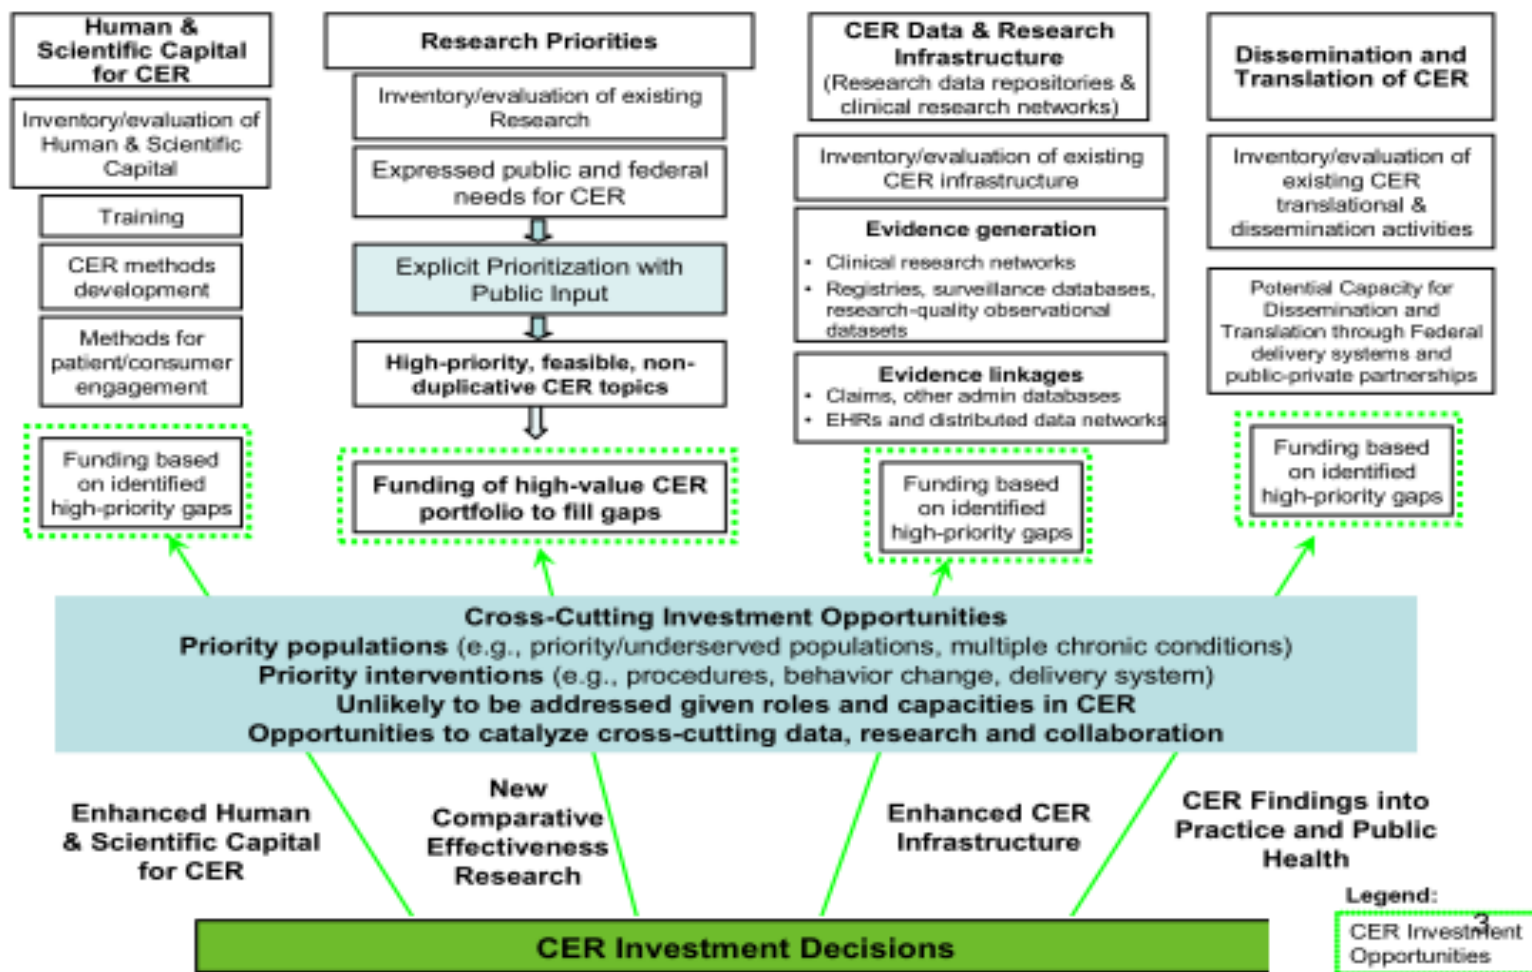 Human &
Scientific Capital
for CER
Inventory/evaluation of
Human & Scientific
Capital
Training
CER methods
development
Methods for
patient/consumer
engagement
Funding based
on identified
high-priority gaps
Research Priorities
Inventory/evaluation of existing
Research
Expressed public and federal
needs for CER
Explicit Prioritization with
Public Input
High-priority, feasible, non-
duplicative CER topics
Funding of high-value CER
portfolio to fill gaps
CER Data & Research
Infrastructure
(Research data repositories &
clinical research networks)
Inventory/evaluation of existing
CER infrastructure
Evidence generation
• Clinical research networks
• Registries, surveillance databases,
research-quality observational
datasets
Evidence linkages
• Claims, other admin databases
• EHRs and distributed data networks
Funding based
on identified
high-priority gaps
Dissemination and
Translation of CER
Inventory/evaluation of
existing CER
translational &
dissemination activities
Potential Capacity for
Dissemination and
Translation through Federal
delivery systems and
public-private partnerships
Funding based
on identified
high-priority gaps
Cross-Cutting Investment Opportunities
Priority populations (e.g., priority/underserved populations, multiple chronic conditions)
Priority interventions (e.g., procedures, behavior change, delivery system)
Unlikely to be addressed given roles and capacities in CER
Opportunities to catalyze cross-cutting data, research and collaboration
Enhanced Human
& Scientific Capital
for CER
New
Comparative
Effectiveness
Research
Enhanced CER
Infrastructure
CER Findings into
Practice and Public
Health
CER Investment Decisions
Legend:
3
CER Investment
Opportunities